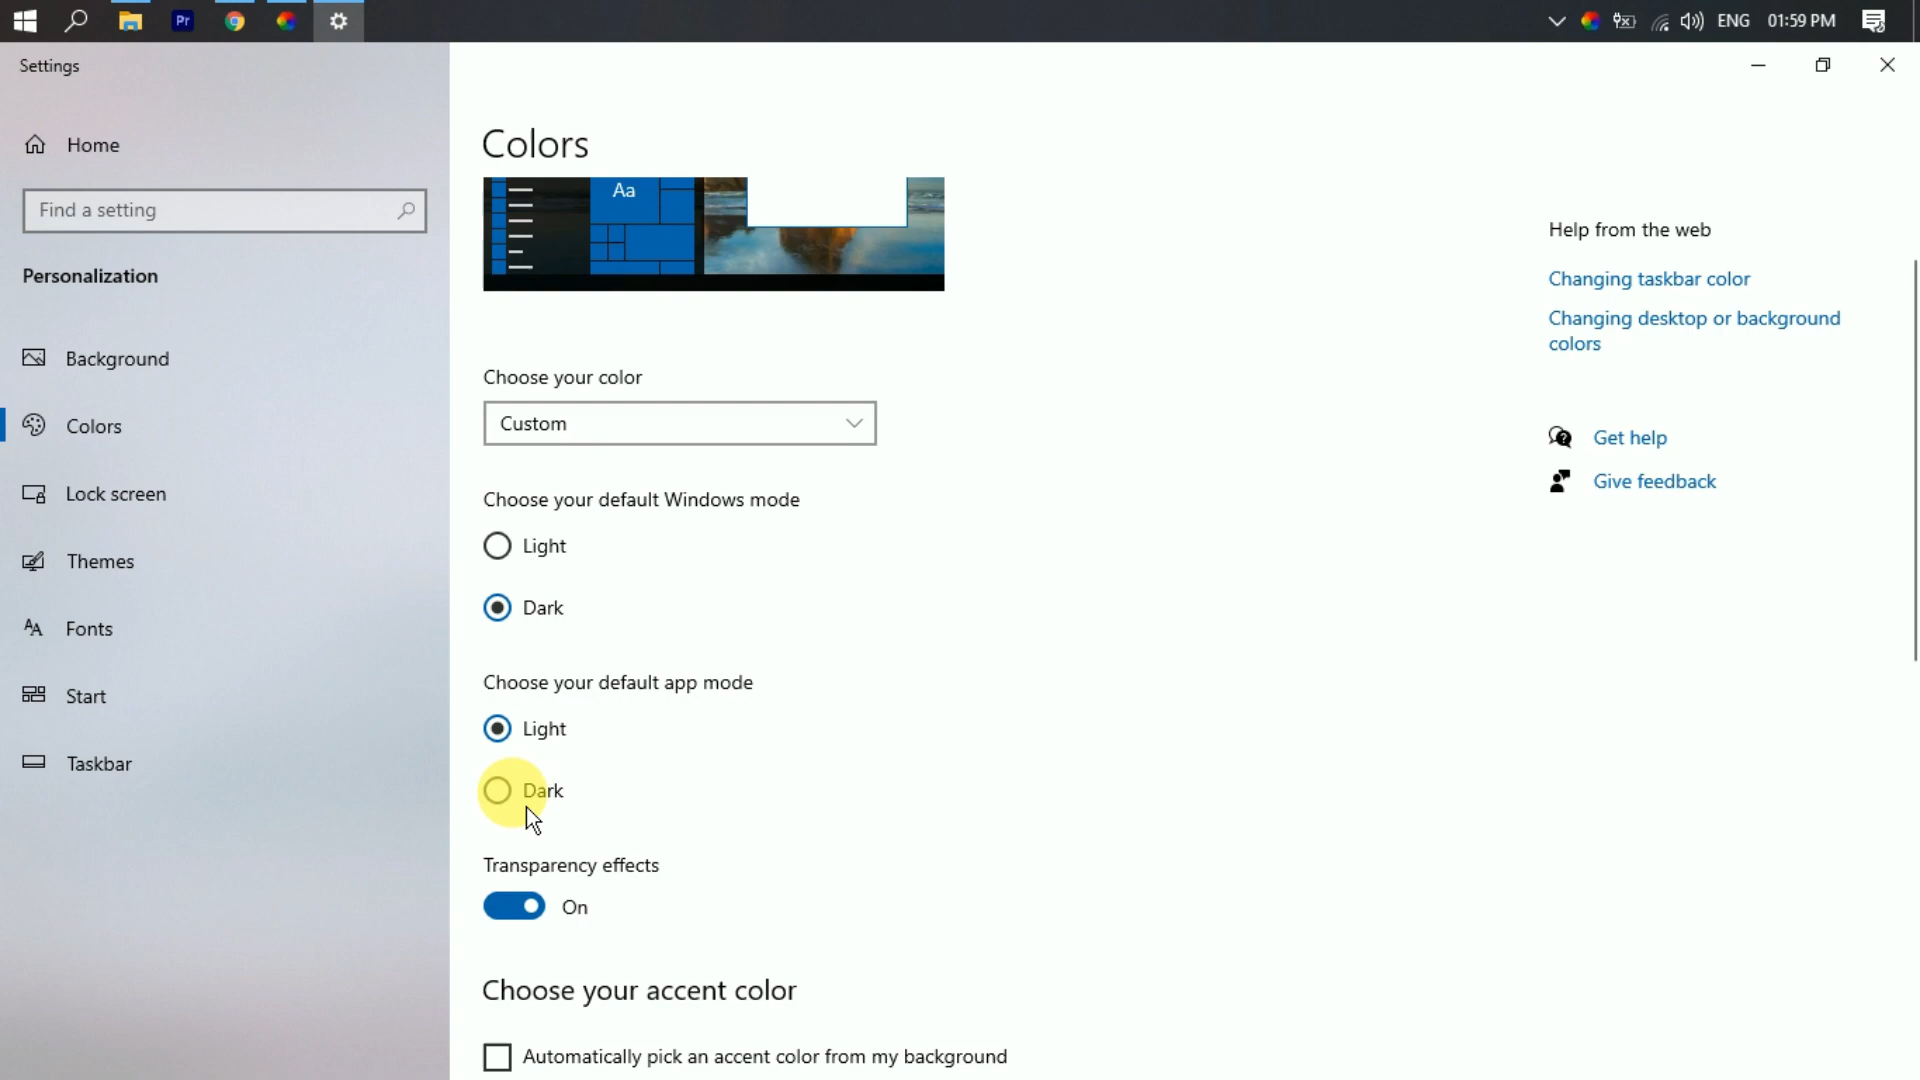 Pr
ENG
01:59 PM
Settings
Home
Find a setting
Personalization
Background
Colors
Lock screen
Themes
Fonts
Start
Taskbar
Colors
Aa
Choose your color
Custom
Choose your default Windows mode
Light
Dark
Choose your default app mode
Light
Dark
Transparency effects
On
Choose your accent color
Automatically pick an accent color from my background
Help from the web
Changing taskbar color
Changing desktop or background
colors
Get help
Give feedback